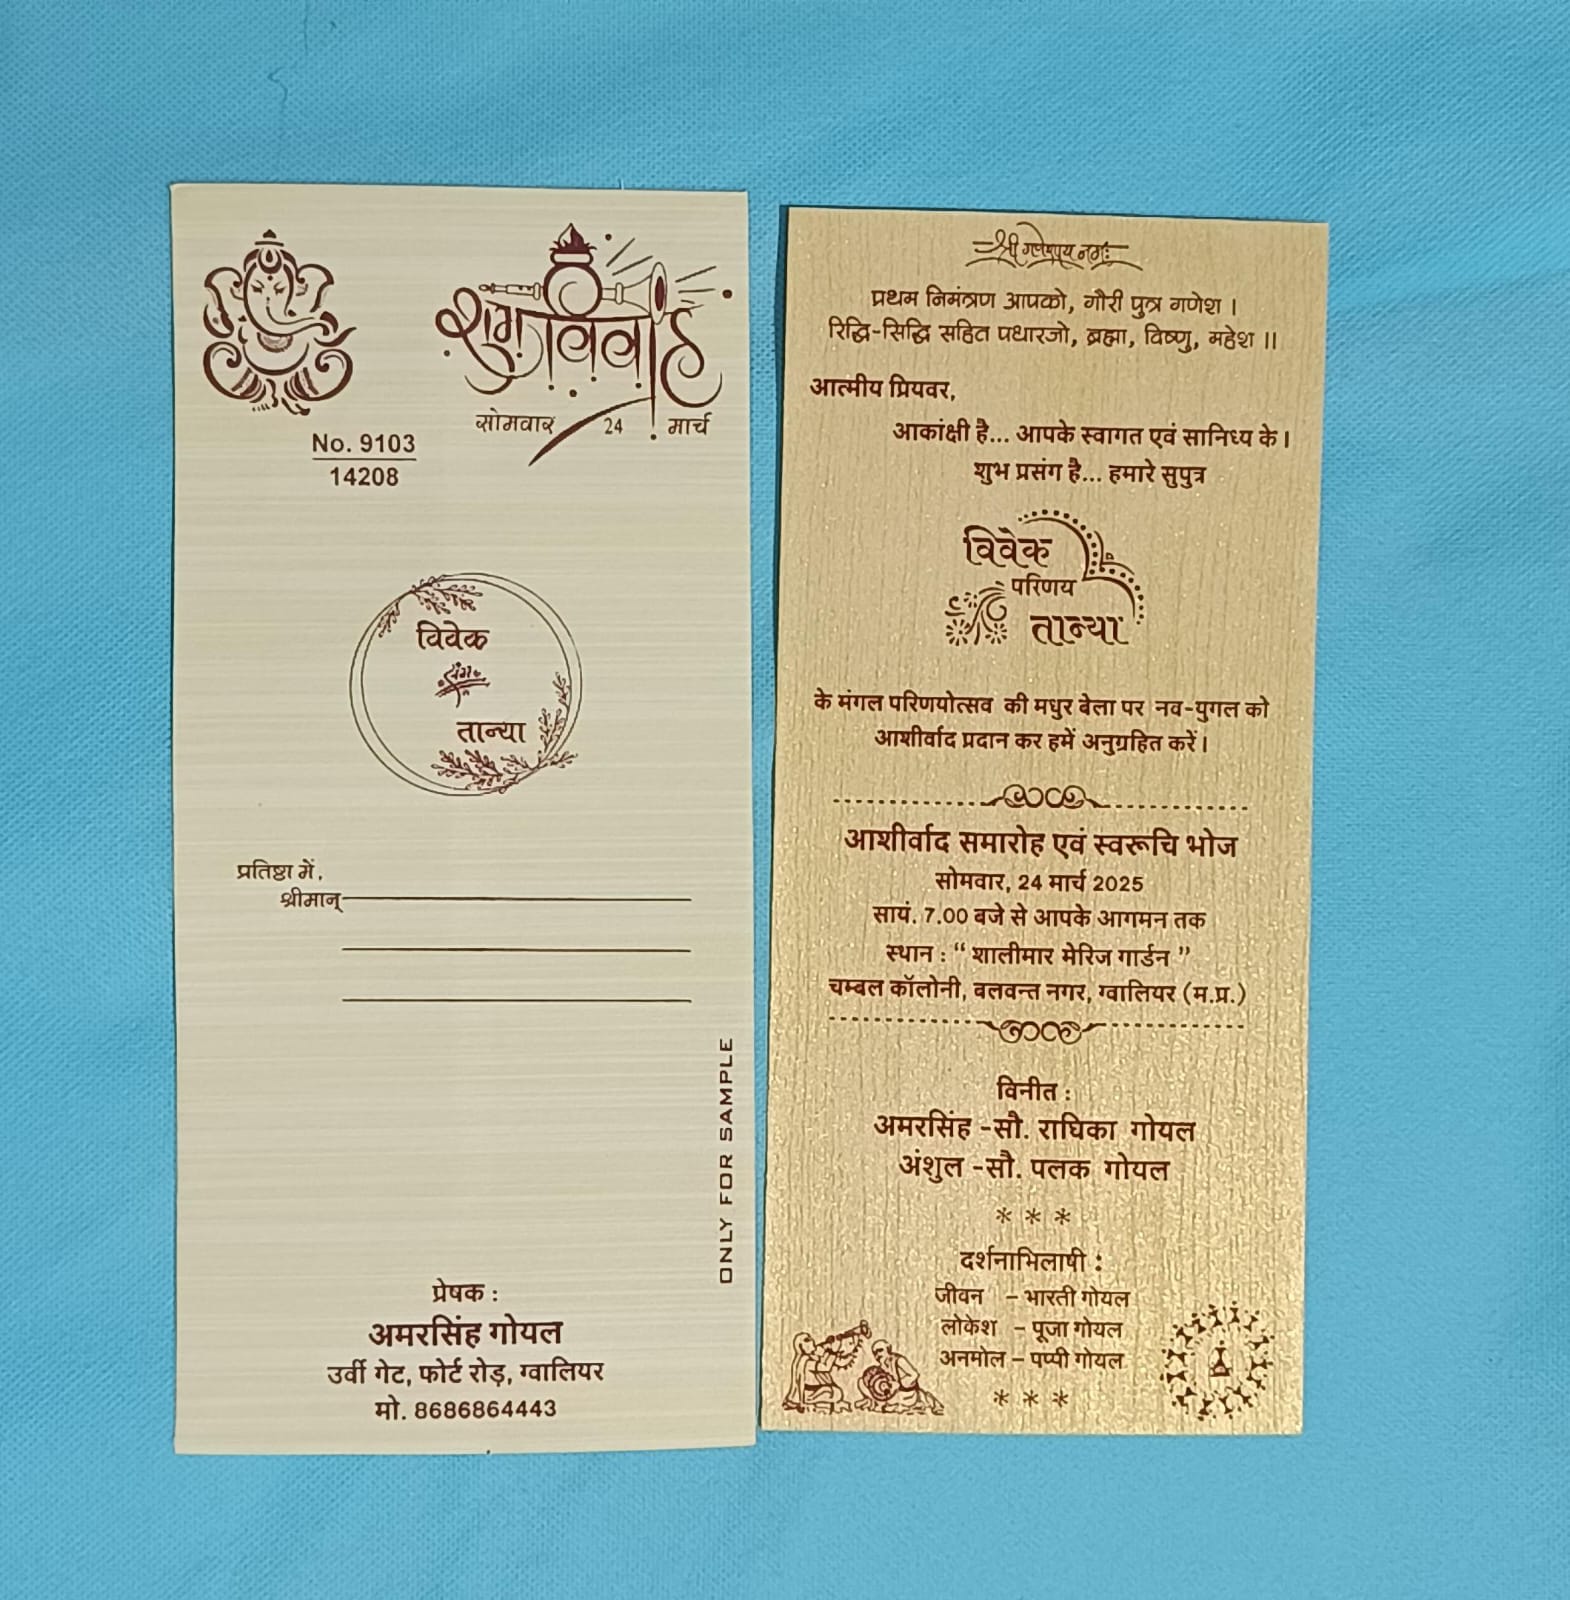 शुभ विवाह
सोमवार 24 मार्च
No. 9103
14208
विवेक
संग
तान्या
प्रतिष्ठा में,
श्रीमान्
ONLY FOR SAMPLE
प्रेषक :
अमरसिंह गोयल
उर्वी गेट, फोर्ट रोड़, ग्वालियर
मो. 8686864443
श्री गणेशाय नमः
प्रथम निमंत्रण आपको, गौरी पुत्र गणेश ।
रिद्धि-सिद्धि सहित पधारजो, ब्रह्मा, विष्णु, महेश ।।
आत्मीय प्रियवर,
आकांक्षी है... आपके स्वागत एवं सानिध्य के ।
शुभ प्रसंग है... हमारे सुपुत्र
विवेक
परिणय
तान्या
के मंगल परिणयोत्सव की मधुर बेला पर नव-युगल को
आशीर्वाद प्रदान कर हमें अनुग्रहित करें ।
आशीर्वाद समारोह एवं स्वरूचि भोज
सोमवार, 24 मार्च 2025
सायं. 7.00 बजे से आपके आगमन तक
स्थान : “ शालीमार मेरिज गार्डन ”
चम्बल कॉलोनी, बलवन्त नगर, ग्वालियर (म.प्र.)
विनीत :
अमरसिंह -सौ. राधिका गोयल
अंशुल -सौ. पलक गोयल
* * *
दर्शनाभिलाषी :
जीवन – भारती गोयल
लोकेश – पूजा गोयल
अनमोल – पप्पी गोयल
* * *